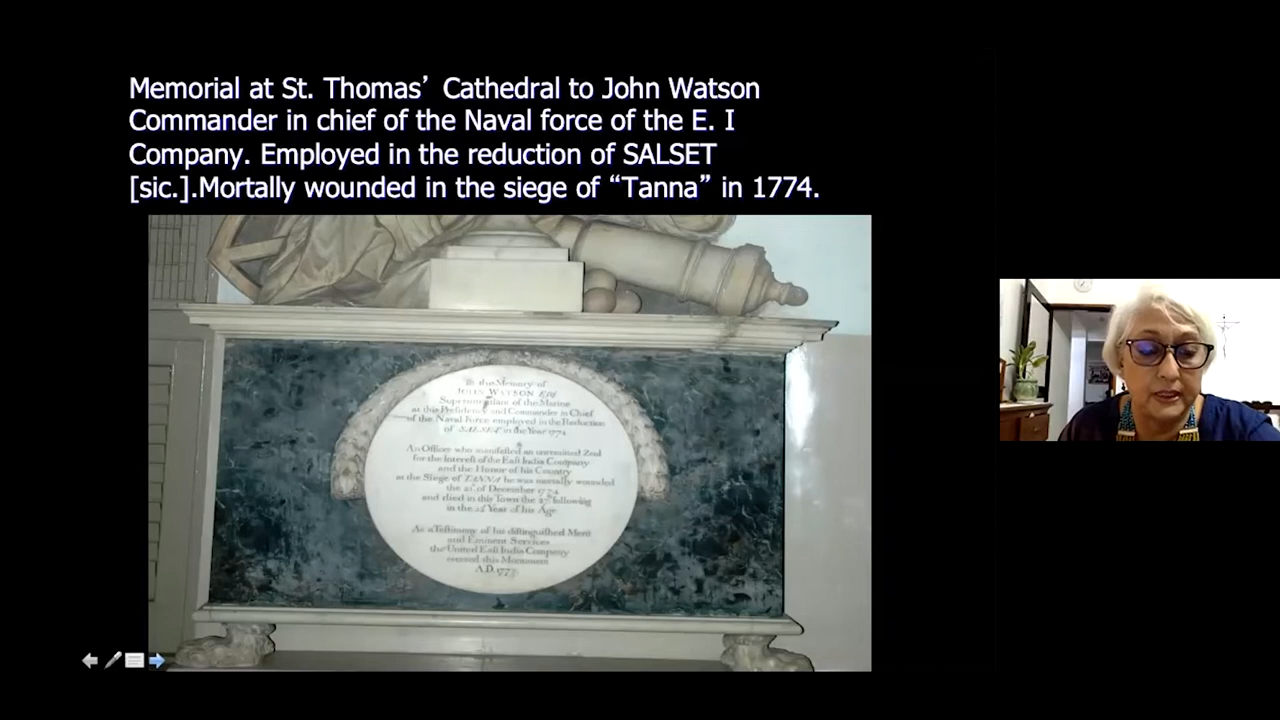 Memorial at St. Thomas’ Cathedral to John Watson
Commander in chief of the Naval force of the E. I
Company. Employed in the reduction of SALSET
[sic.].Mortally wounded in the siege of “Tanna” in 1774.
To the Memory of
JOHN WATSON ESQ
Superintendant of the Marine
at this Presidency and Commander in Chief
of the Naval Force employed in the Reduction
of SALSET in the Year 1774
An Officer who manifested an unremitted Zeal
for the Interest of the East India Company
and the Honor of his Country
at the Siege of TANNA he was mortally wounded
the of December 1774
and died in this Town the following
in the Year of his Age
As a Testimony of his distinguished Merit
and Eminent Services
the United East India Company
erected this Monument
A.D.